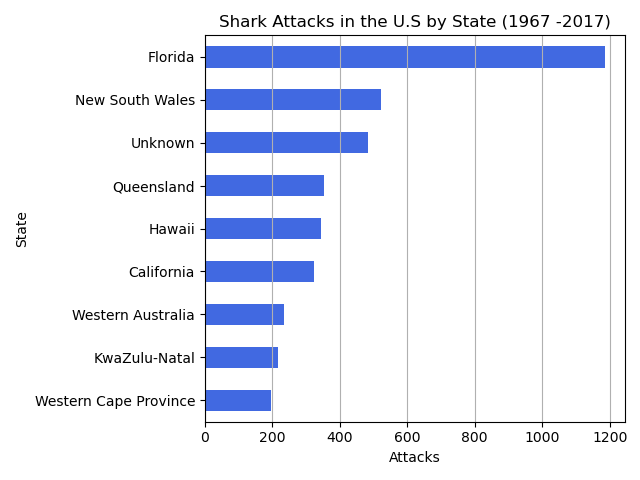 Shark Attacks in the U.S by State (1967 -2017)
State
Florida
New South Wales
Unknown
Queensland
Hawaii
California
Western Australia
KwaZulu-Natal
Western Cape Province
0 200 400 600 800 1000 1200
Attacks